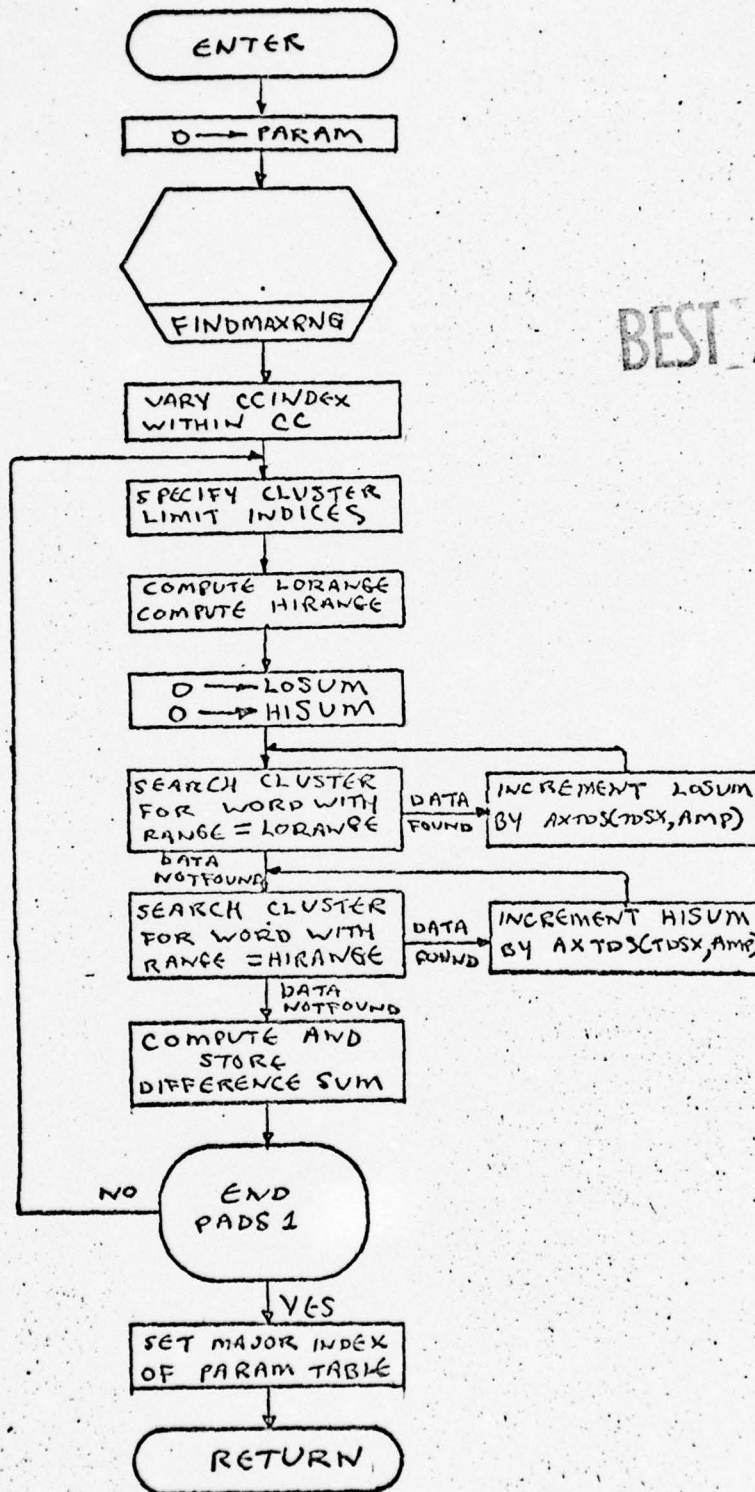 ENTER
0 → PARAM
FINDMAXRNG
BEST
VARY CCINDEX
WITHIN CC
SPECIFY CLUSTER
LIMIT INDICES
COMPUTE LORANGE
COMPUTE HIRANGE
0 → LOSUM
0 → HISUM
SEARCH CLUSTER
FOR WORD WITH
RANGE = LORANGE
DATA
FOUND
INCREMENT LOSUM
BY AXTDS(TDSX, AMP)
DATA
NOTFOUND
SEARCH CLUSTER
FOR WORD WITH
RANGE = HIRANGE
DATA
FOUND
INCREMENT HISUM
BY AXTDS(TDSX, AMP)
DATA
NOTFOUND
COMPUTE AND
STORE
DIFFERENCE SUM
NO
END
PADS 1
YES
SET MAJOR INDEX
OF PARAM TABLE
RETURN